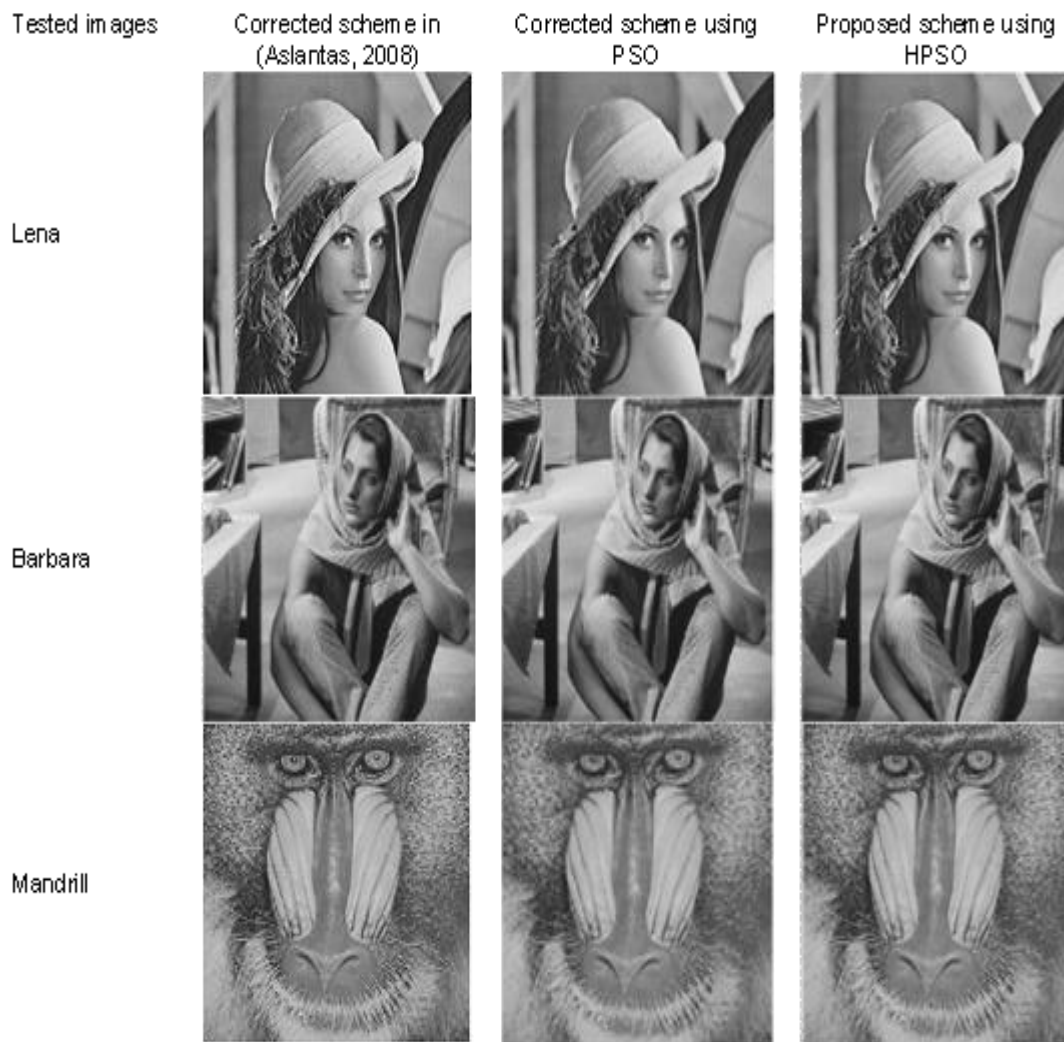 Tested images
Corrected scheme in
(Aslantas, 2008)
Corrected scheme using
PSO
Proposed scheme using
HPSO
Lena
Barbara
Mandrill